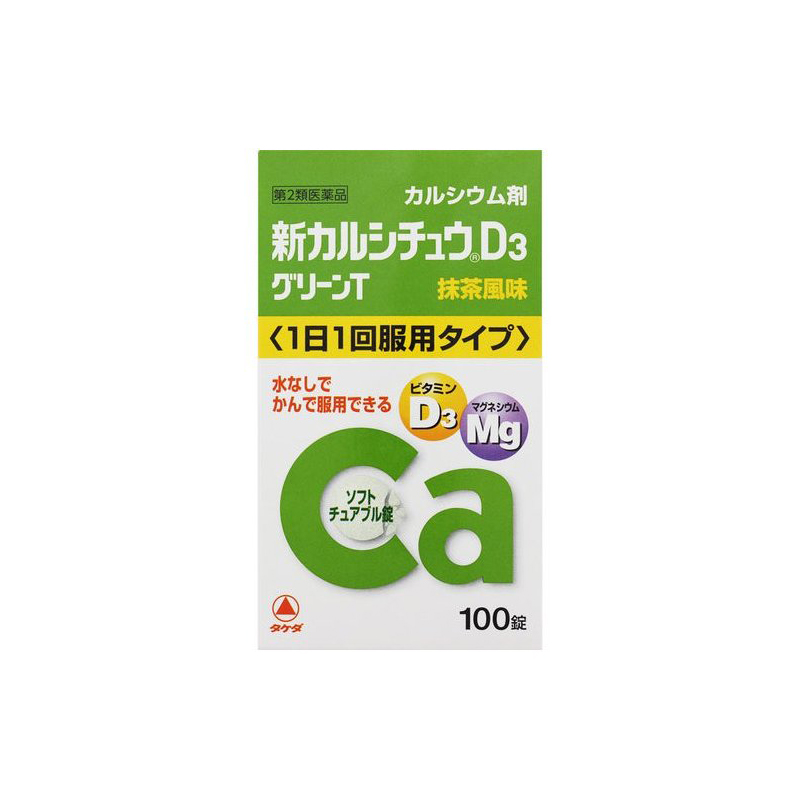 第2類医薬品
カルシウム剤
新カルシチュウ®D3
グリーンT
抹茶風味
〈1日1回服用タイプ〉
水なしで
かんで服用できる
ビタミン
D3
マグネシウム
Mg
Ca
ソフト
チュアブル錠
タケダ
100錠